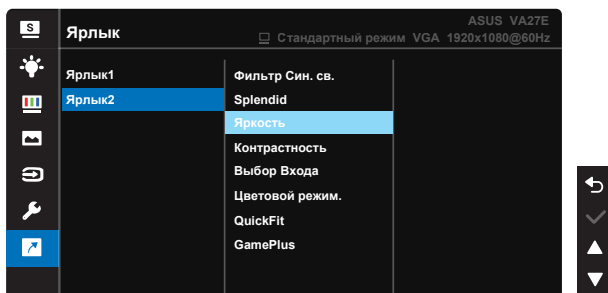 S
Ярлык
ASUS VA27E
Стандартный режим VGA 1920x1080@60Hz
Ярлык1
Ярлык2
Фильтр Син. св.
Splendid
Яркость
Контрастность
Выбор Входа
Цветовой режим.
QuickFit
GamePlus